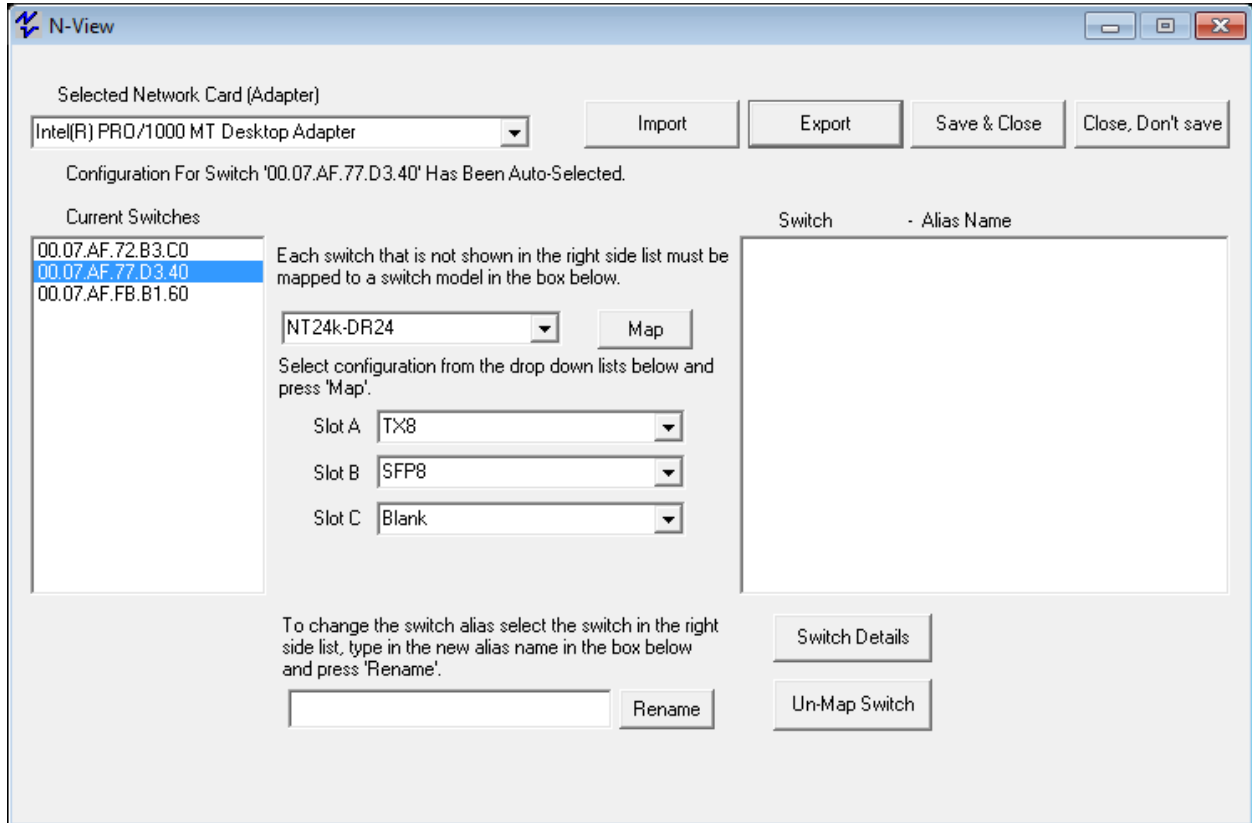 N-View
Selected Network Card (Adapter)
Intel(R) PRO/1000 MT Desktop Adapter
Import
Export
Save & Close
Close, Don't save
Configuration For Switch '00.07.AF.77.D3.40' Has Been Auto-Selected.
Current Switches
00.07.AF.72.B3.C0
00.07.AF.77.D3.40
00.07.AF.FB.B1.60
Each switch that is not shown in the right side list must be
mapped to a switch model in the box below.
NT24k-DR24
Map
Select configuration from the drop down lists below and
press 'Map'.
Slot A TX8
Slot B SFP8
Slot C Blank
Switch - Alias Name
To change the switch alias select the switch in the right
side list, type in the new alias name in the box below
and press 'Rename'.
Rename
Switch Details
Un-Map Switch